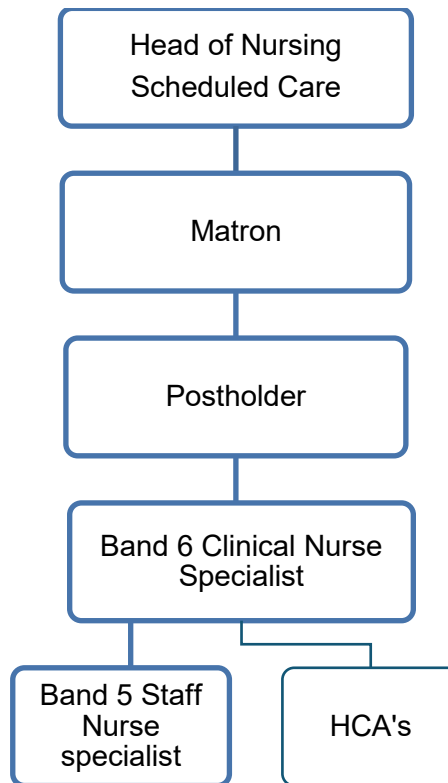 Head of Nursing
Scheduled Care
Matron
Postholder
Band 6 Clinical Nurse
Specialist
Band 5 Staff
Nurse
specialist
HCA's